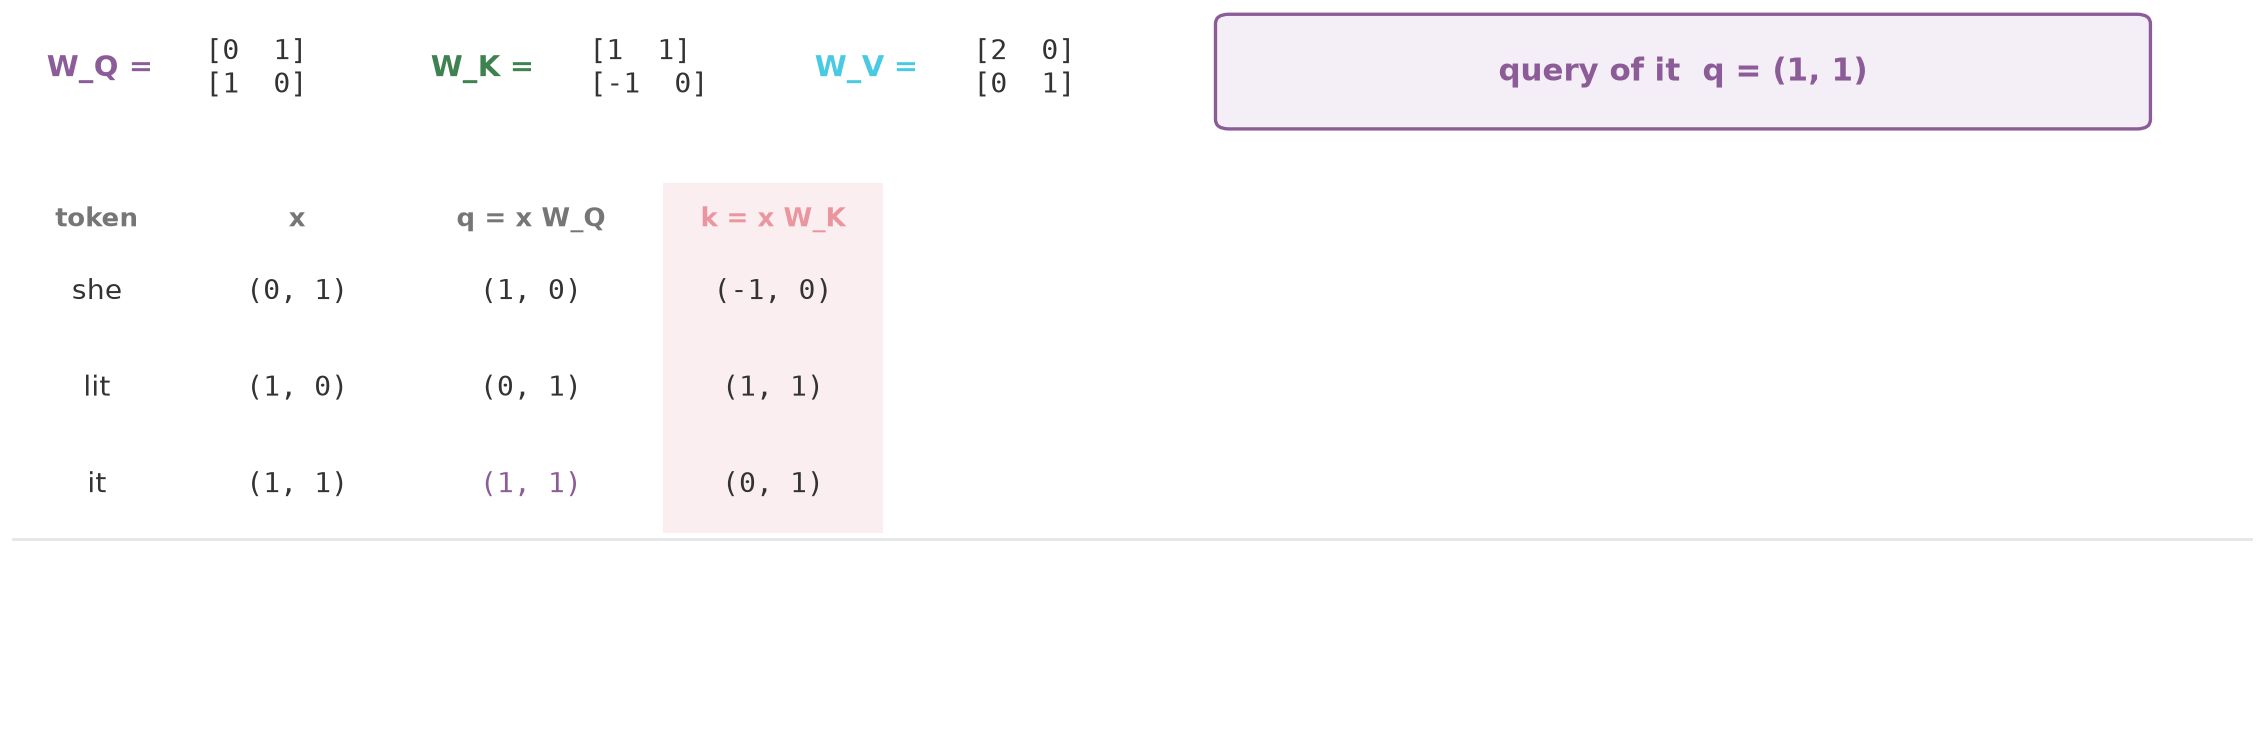 W_Q = [0  1] W_K = [1  1] W_V = [2  0] query of it  q = (1, 1)
[1  0] [-1  0] [0  1]
token x q = x W_Q k = x W_K
she (0, 1) (1, 0) (-1, 0)
lit (1, 0) (0, 1) (1, 1)
it (1, 1) (1, 1) (0, 1)